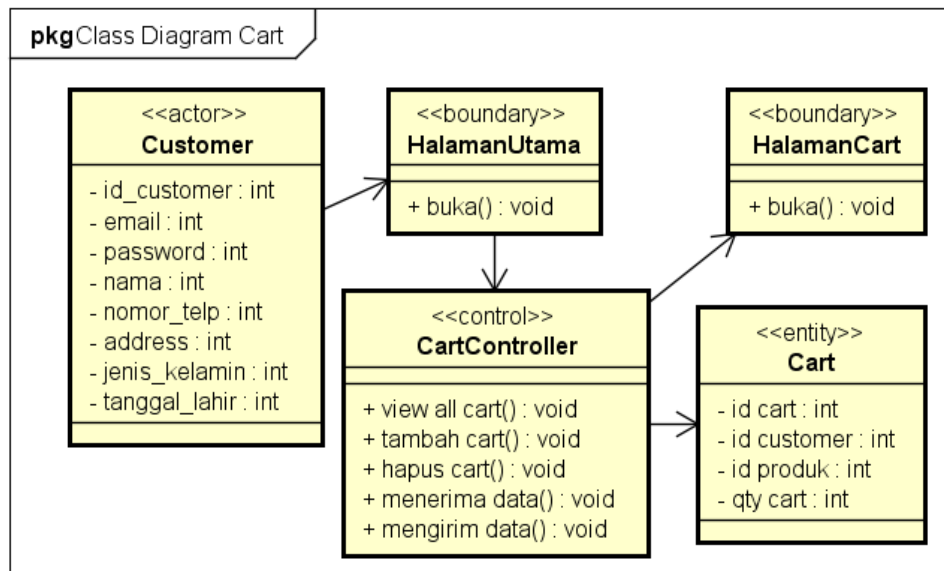 pkg Class Diagram Cart
<<actor>>
Customer
- id_customer : int
- email : int
- password : int
- nama : int
- nomor_telp : int
- address : int
- jenis_kelamin : int
- tanggal_lahir : int
<<boundary>>
HalamanUtama
+ buka() : void
<<boundary>>
HalamanCart
+ buka() : void
<<control>>
CartController
+ view all cart() : void
+ tambah cart() : void
+ hapus cart() : void
+ menerima data() : void
+ mengirim data() : void
<<entity>>
Cart
- id cart : int
- id customer : int
- id produk : int
- qty cart : int